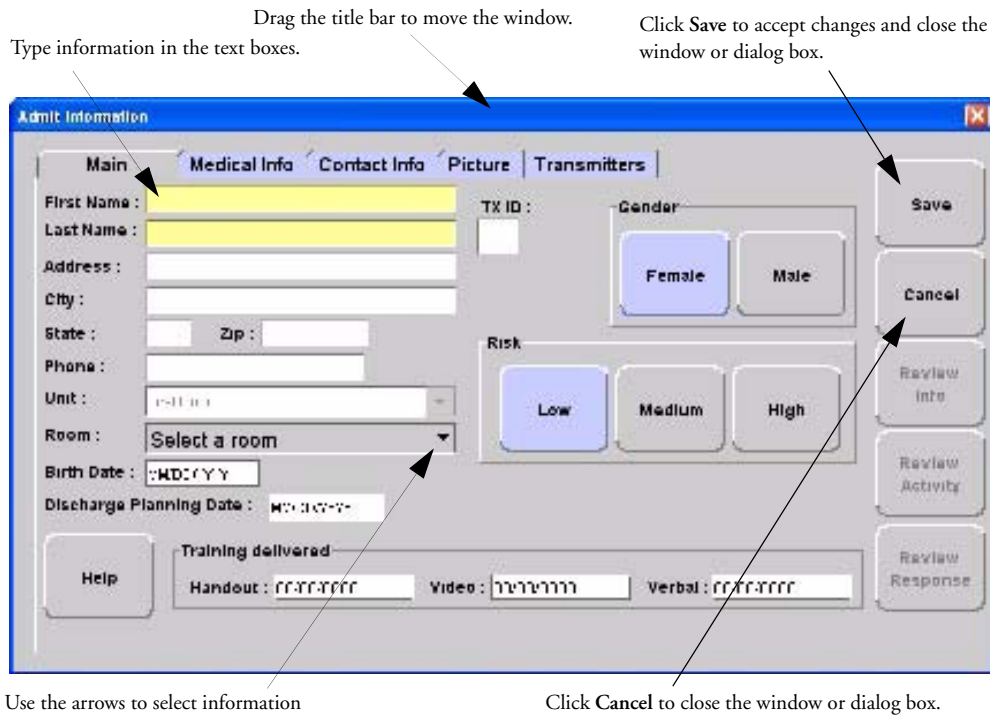 Drag the title bar to move the window.
Click Save to accept changes and close the
window or dialog box.
Type information in the text boxes.
Admit Information
Main
Medical Info
Contact Info
Picture
Transmitters
First Name :
Last Name :
Address :
City :
State :
Zip :
Phone :
Unit :
Room :
Select a room
Birth Date :
Discharge Planning Date :
TX ID :
Gender
Female
Male
Risk
Low
Medium
High
Save
Cancel
Review
Info
Review
Activity
Review
Response
Help
Training delivered
Handout :
Video :
Verbal :
Use the arrows to select information
Click Cancel to close the window or dialog box.